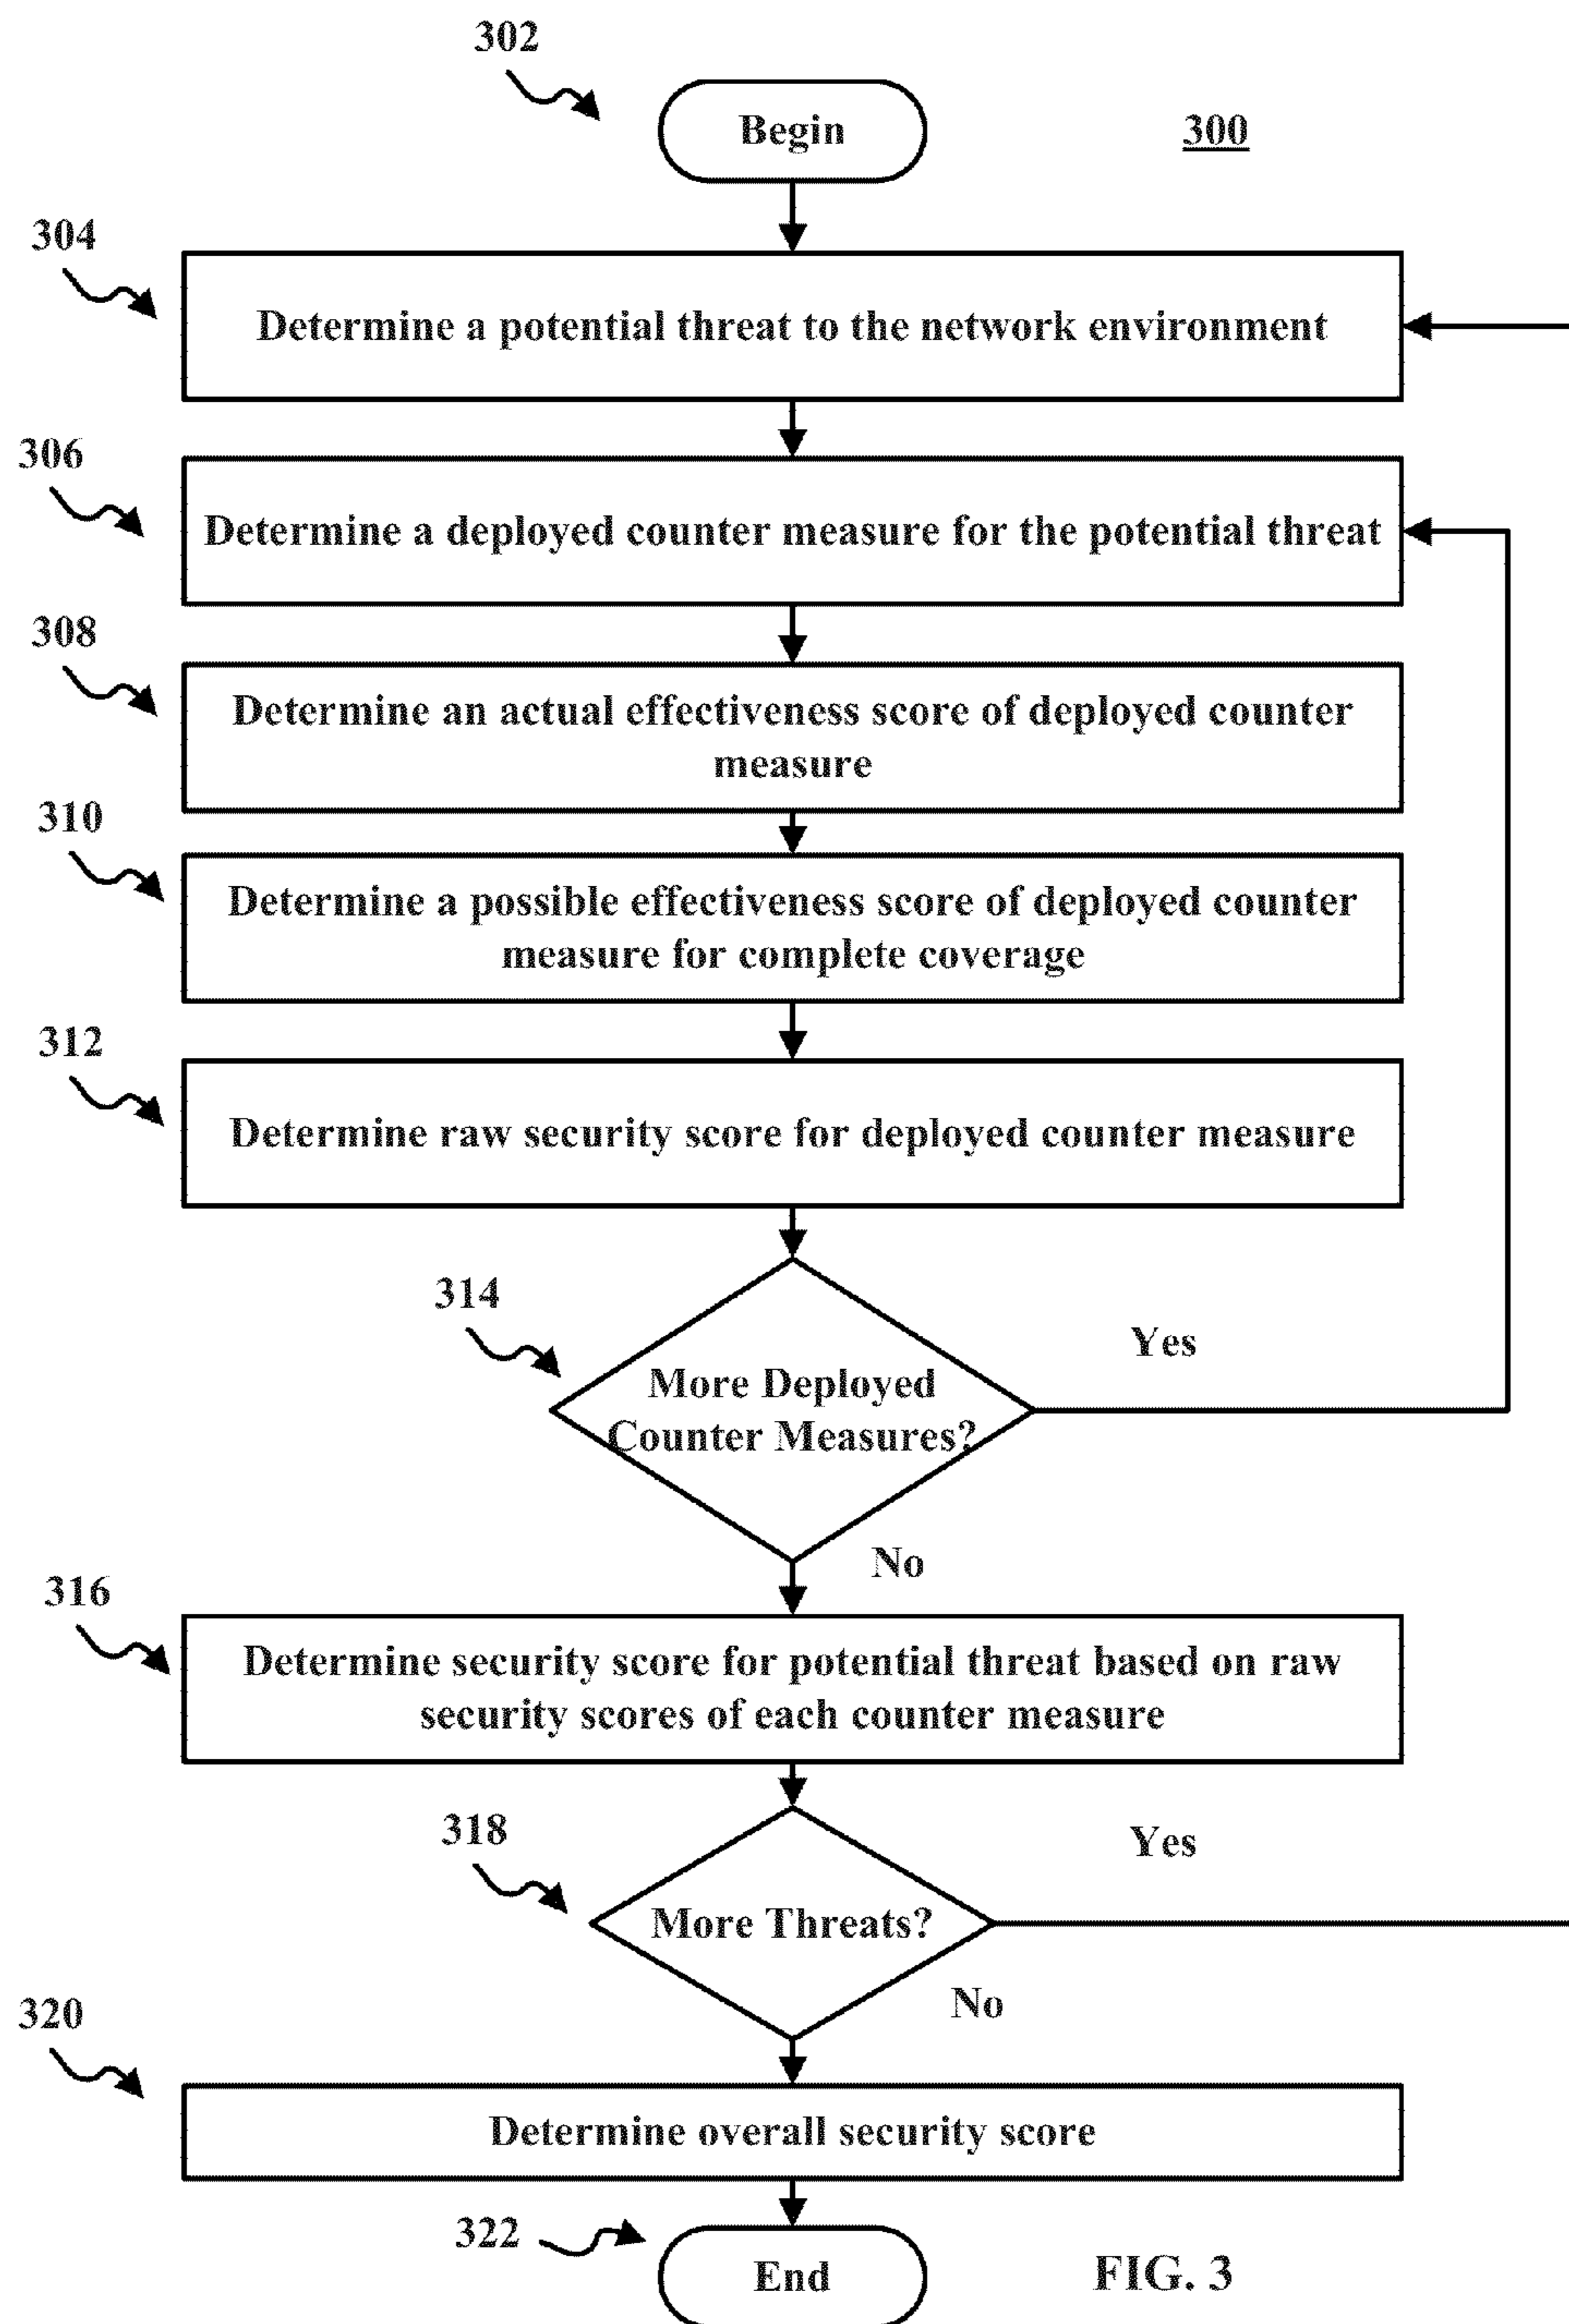 302
Begin
300
304
Determine a potential threat to the network environment
306
Determine a deployed counter measure for the potential threat
308
Determine an actual effectiveness score of deployed counter
measure
310
Determine a possible effectiveness score of deployed counter
measure for complete coverage
312
Determine raw security score for deployed counter measure
314
Yes
More Deployed
Counter Measures?
No
316
Determine security score for potential threat based on raw
security scores of each counter measure
318
Yes
More Threats?
No
320
Determine overall security score
322
End
FIG. 3